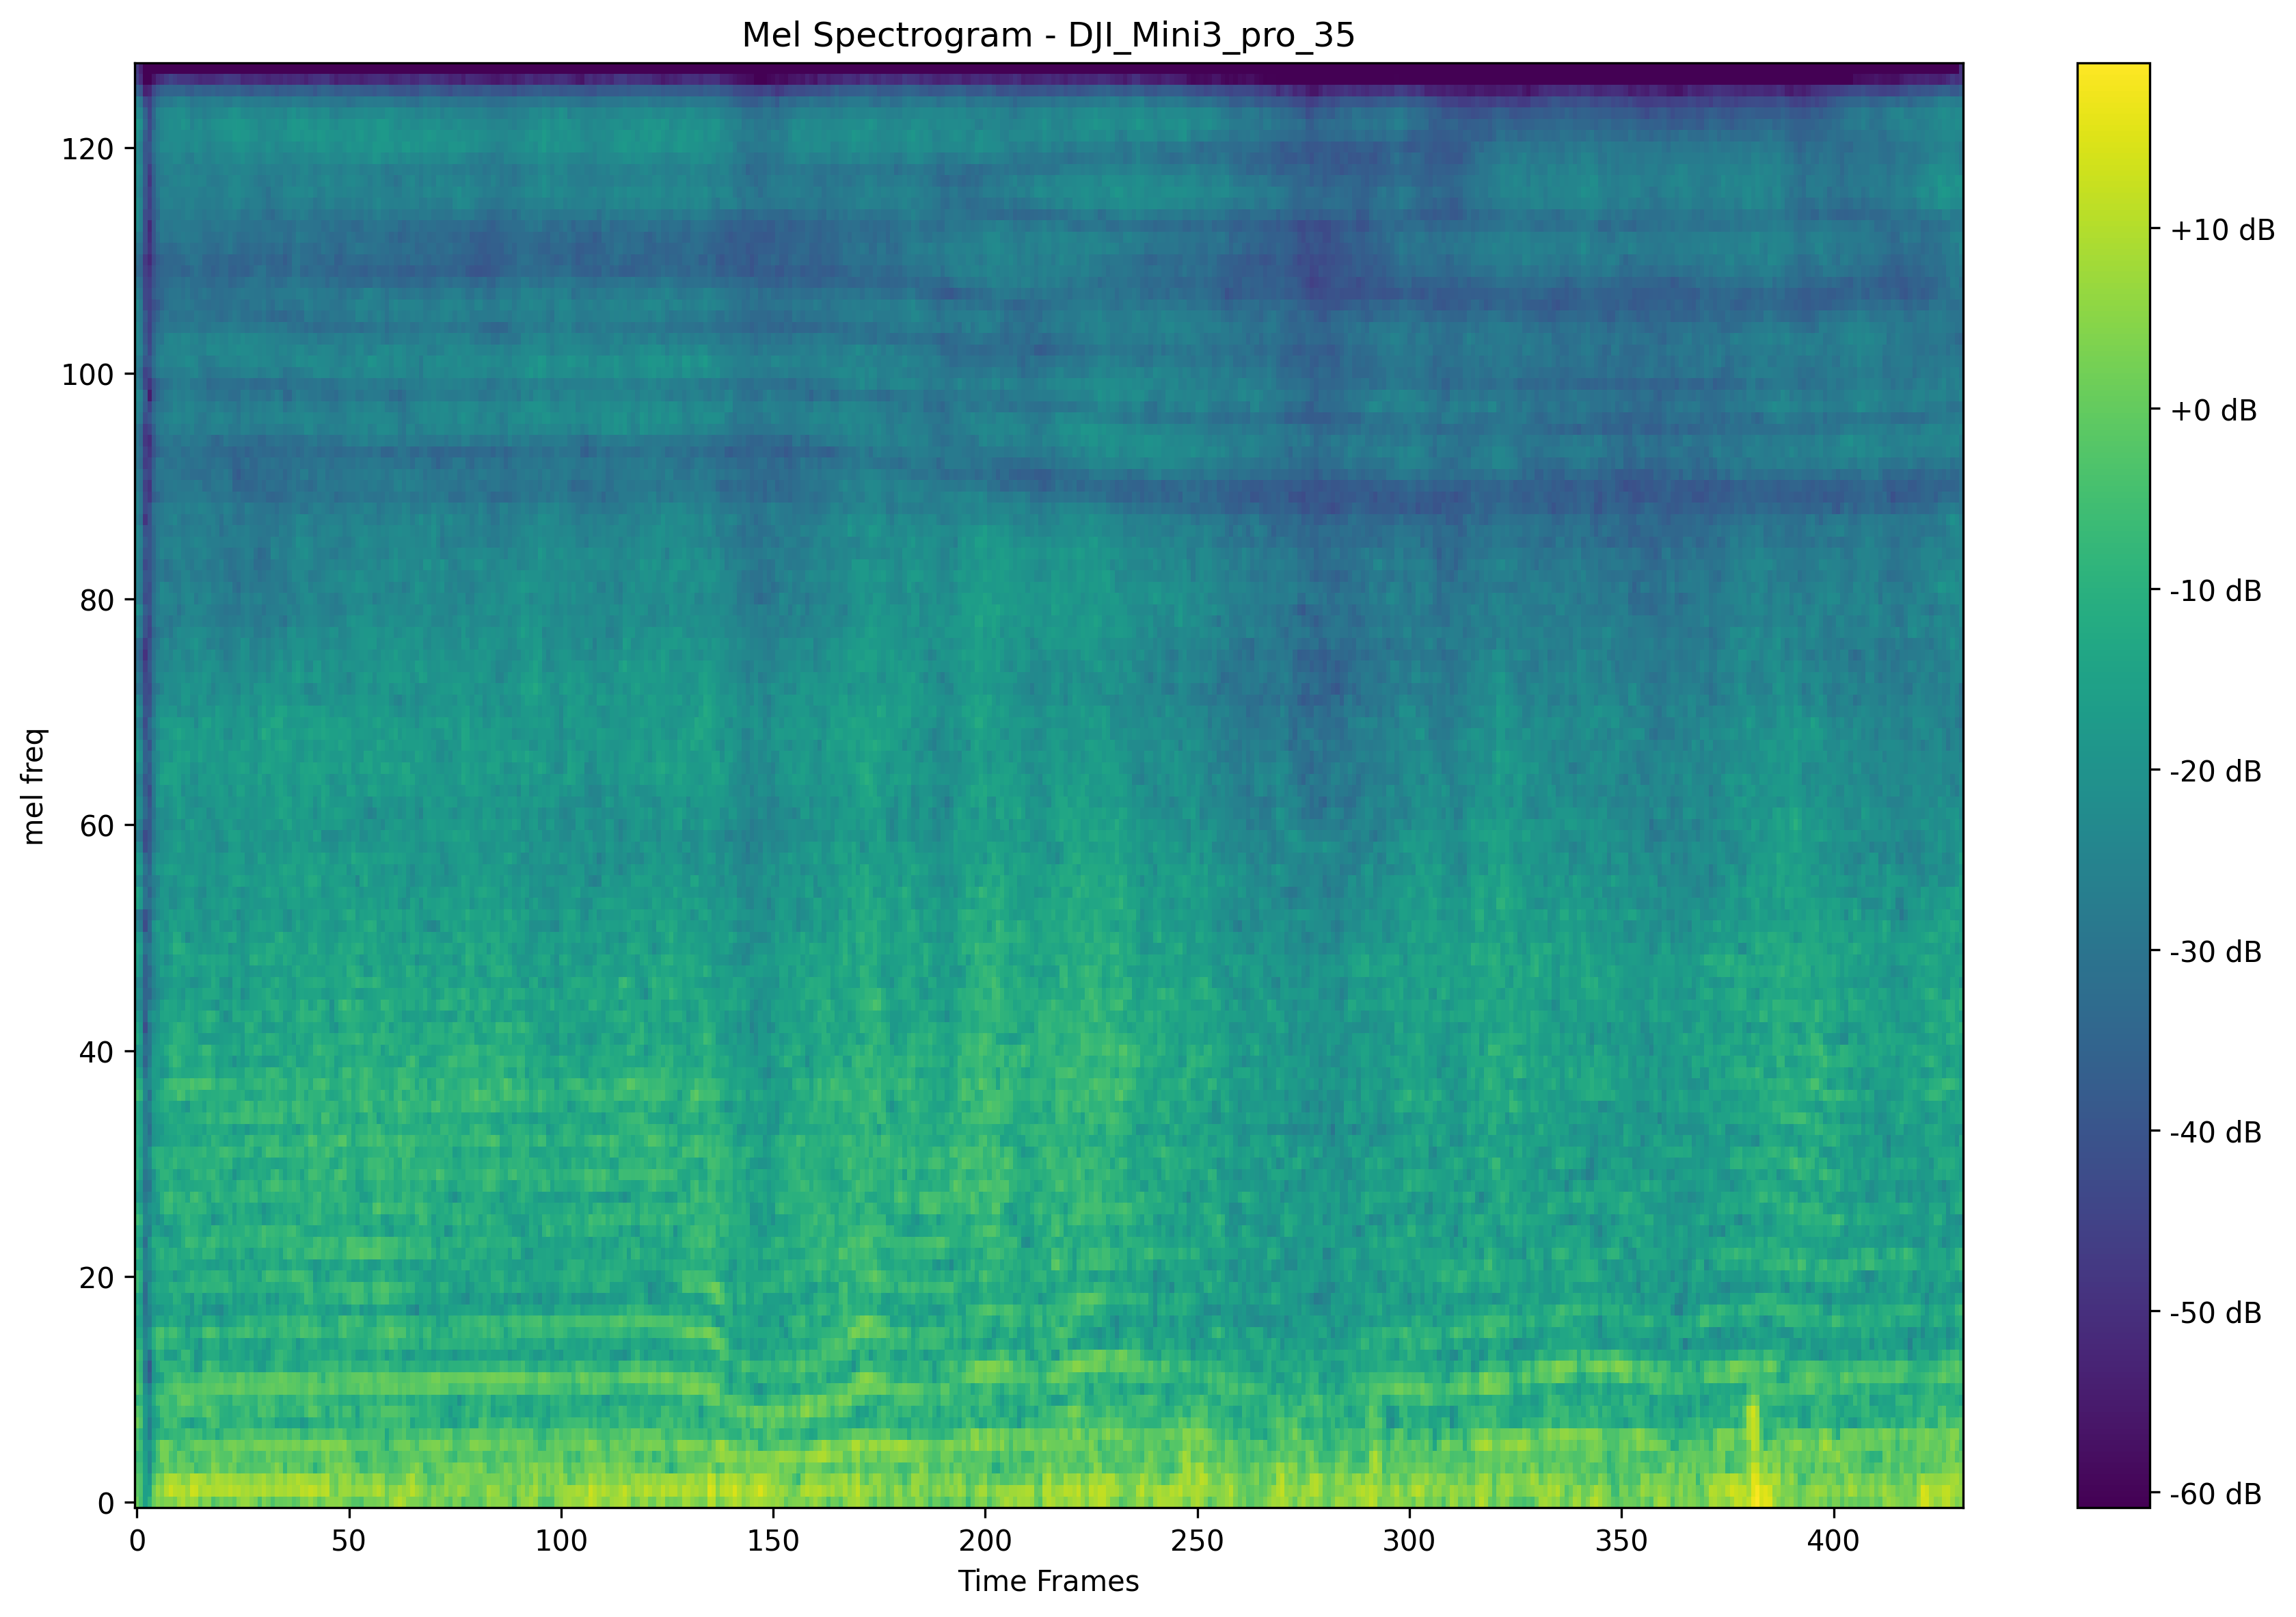 Mel Spectrogram - DJI_Mini3_pro_35
mel freq
120
100
80
60
40
20
0
0 50 100 150 200 250 300 350 400
Time Frames
+10 dB
+0 dB
-10 dB
-20 dB
-30 dB
-40 dB
-50 dB
-60 dB